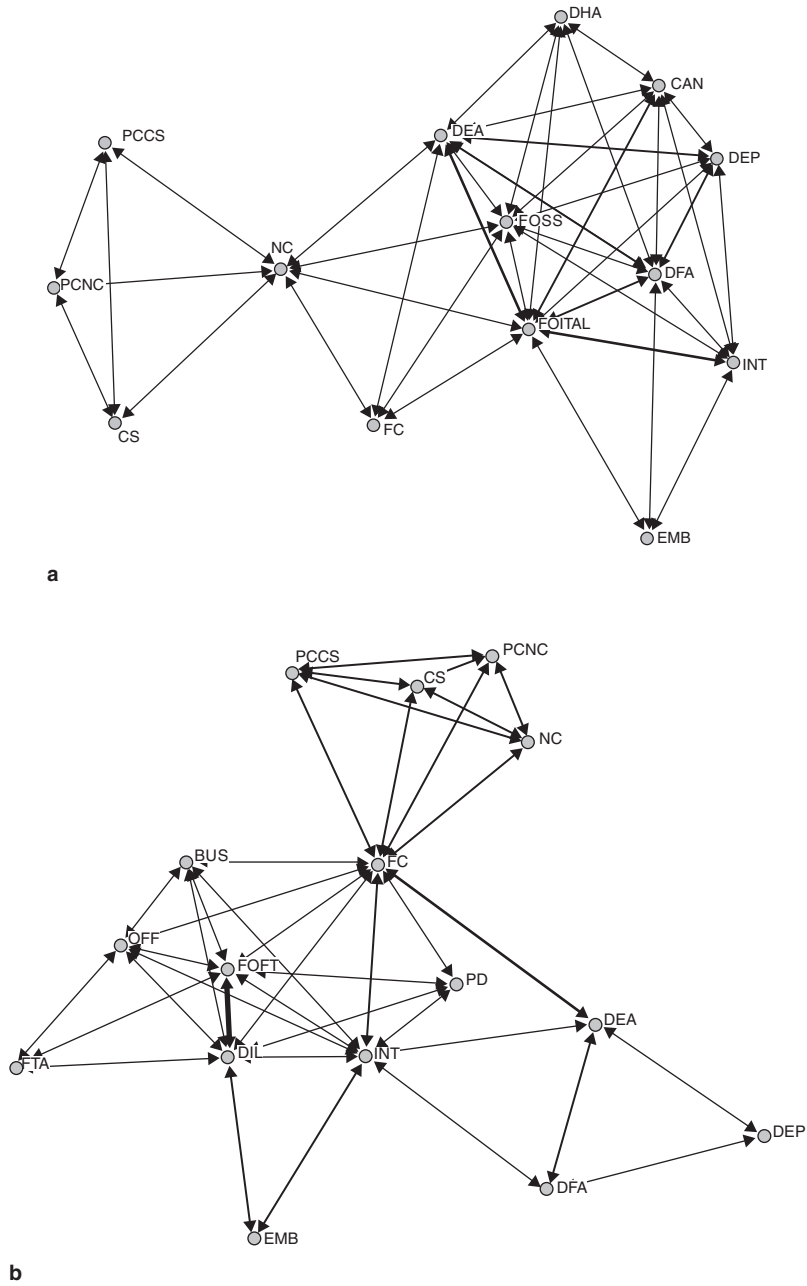 DHA
CAN
DEA
PCCS
DEP
FOSS
NC
DFA
PCNC
FOITAL
INT
FC
CS
EMB
a
PCNC
PCCS
CS
NC
BUS
FC
OFF
FOFT
PD
DEA
DIL
INT
FTA
DEP
DFA
EMB
b